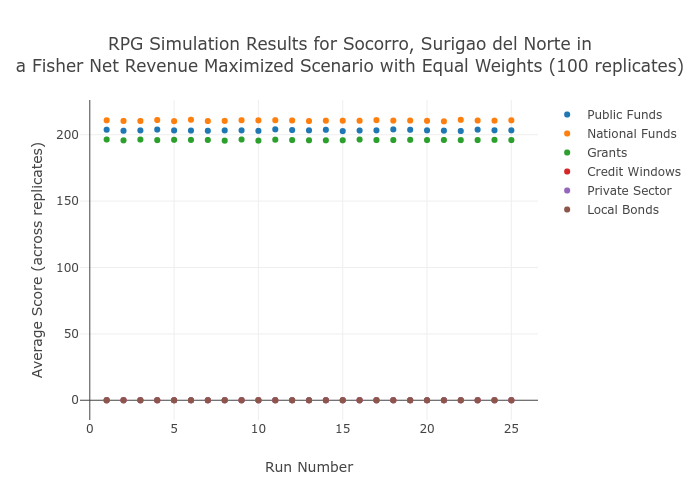 RPG Simulation Results for Socorro, Surigao del Norte in
a Fisher Net Revenue Maximized Scenario with Equal Weights (100 replicates)
Average Score (across replicates)
200
150
100
50
0
0 5 10 15 20 25
Run Number
Public Funds
National Funds
Grants
Credit Windows
Private Sector
Local Bonds